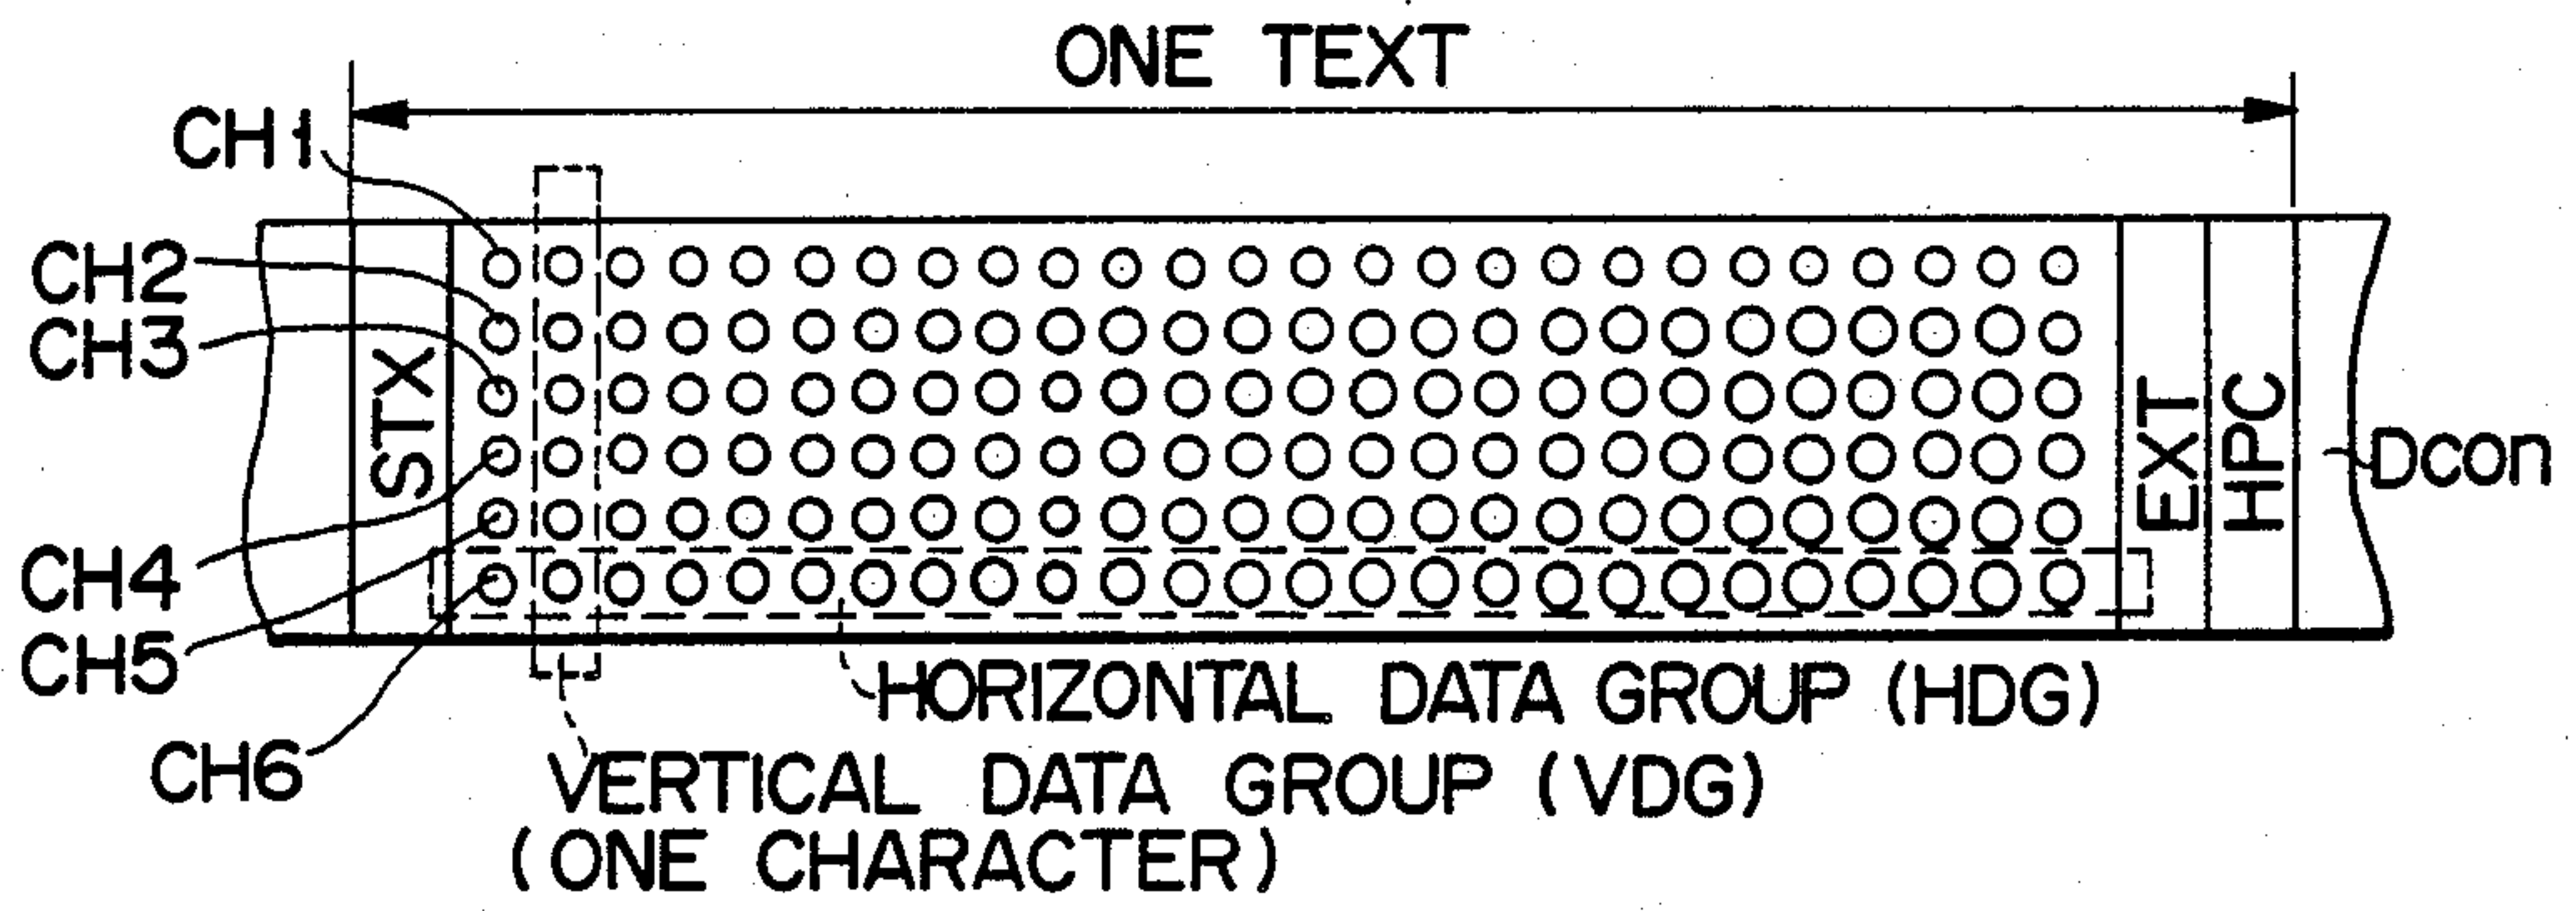 ONE TEXT
CH1
CH2
CH3
STX
EXT
HPC
Dcon
CH4
CH5
HORIZONTAL DATA GROUP (HDG)
CH6
VERTICAL DATA GROUP (VDG)
(ONE CHARACTER)